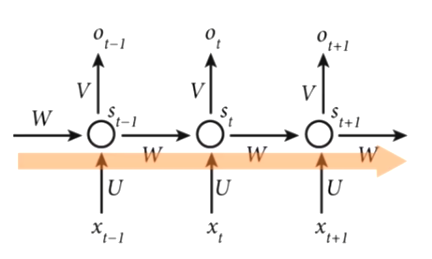 o_{t-1} o_t o_{t+1}
V V V
W s_{t-1} s_t s_{t+1}
W W W
U U U
x_{t-1} x_t x_{t+1}